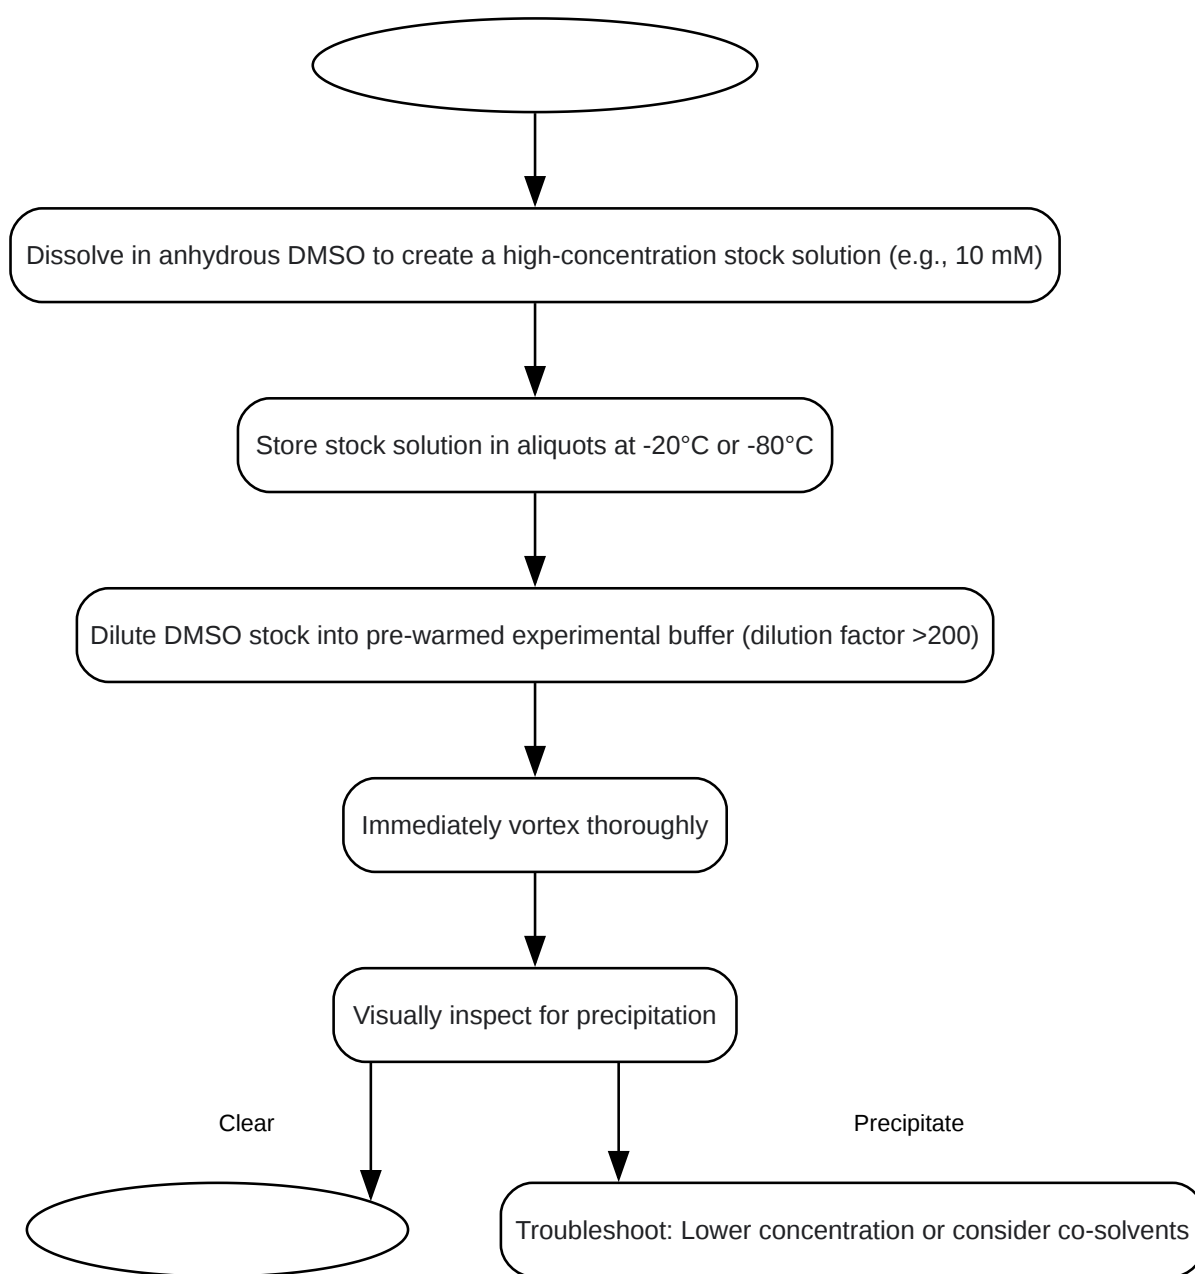 Dissolve in anhydrous DMSO to create a high-concentration stock solution (e.g., 10 mM)
Store stock solution in aliquots at -20°C or -80°C
Dilute DMSO stock into pre-warmed experimental buffer (dilution factor >200)
Immediately vortex thoroughly
Visually inspect for precipitation
Clear
Precipitate
Troubleshoot: Lower concentration or consider co-solvents